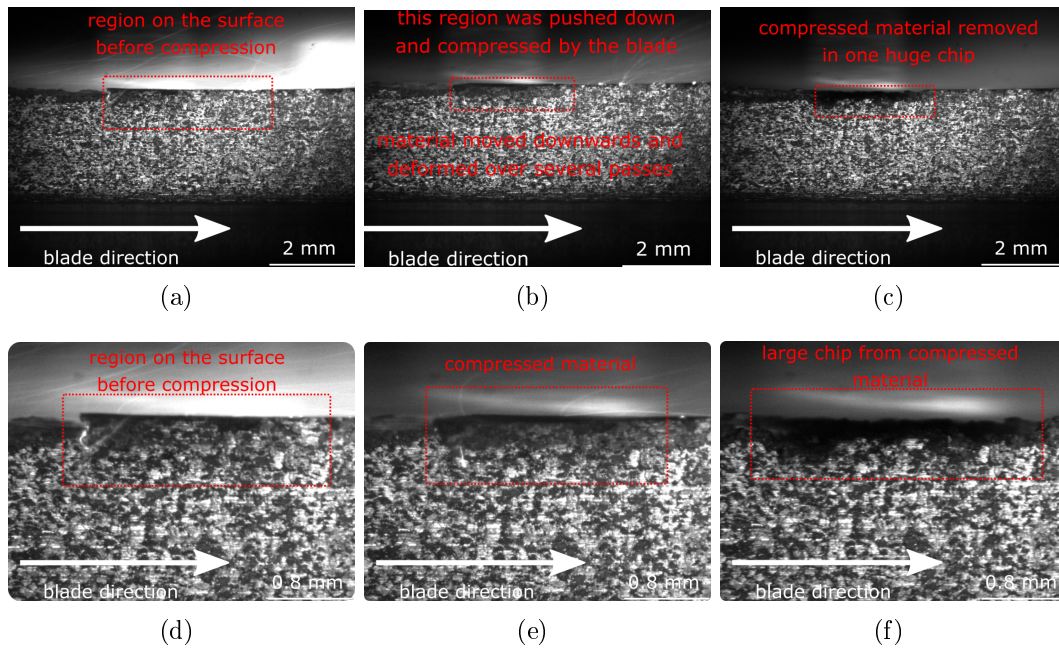 region on the surface
before compression
2 mm
blade direction
(a)
this region was pushed down
and compressed by the blade
material moved downwards and
deformed over several passes
2 mm
blade direction
(b)
compressed material removed
in one huge chip
2 mm
blade direction
(c)
region on the surface
before compression
0.8 mm
blade direction
(d)
compressed material
0.8 mm
blade direction
(e)
large chip from compressed
material
0.8 mm
blade direction
(f)